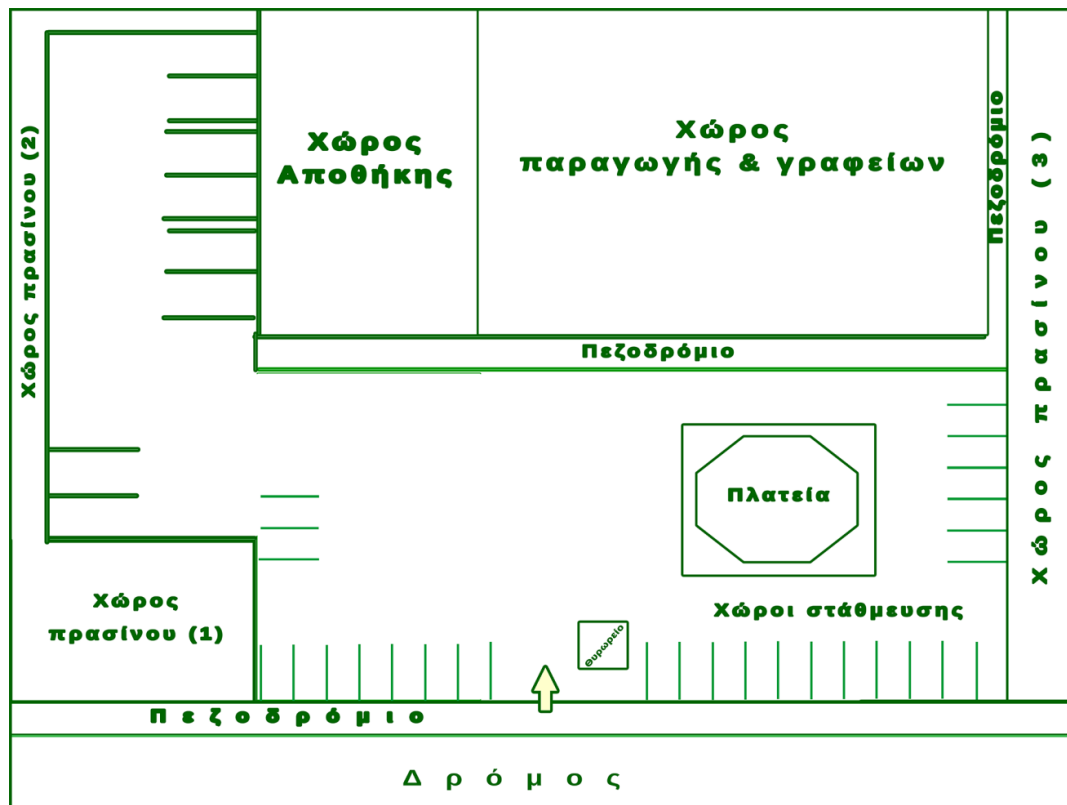 Χώρος
Αποθήκης
Χώρος
παραγωγής & γραφείων
Πεζοδρόμιο
Χώρος πρασίνου (2)
Χώρος πρασίνου (3)
Πεζοδρόμιο
Πλατεία
Χώρος
πρασίνου (1)
Χώροι στάθμευσης
Θυρωρείο
Πεζοδρόμιο
Δρόμος